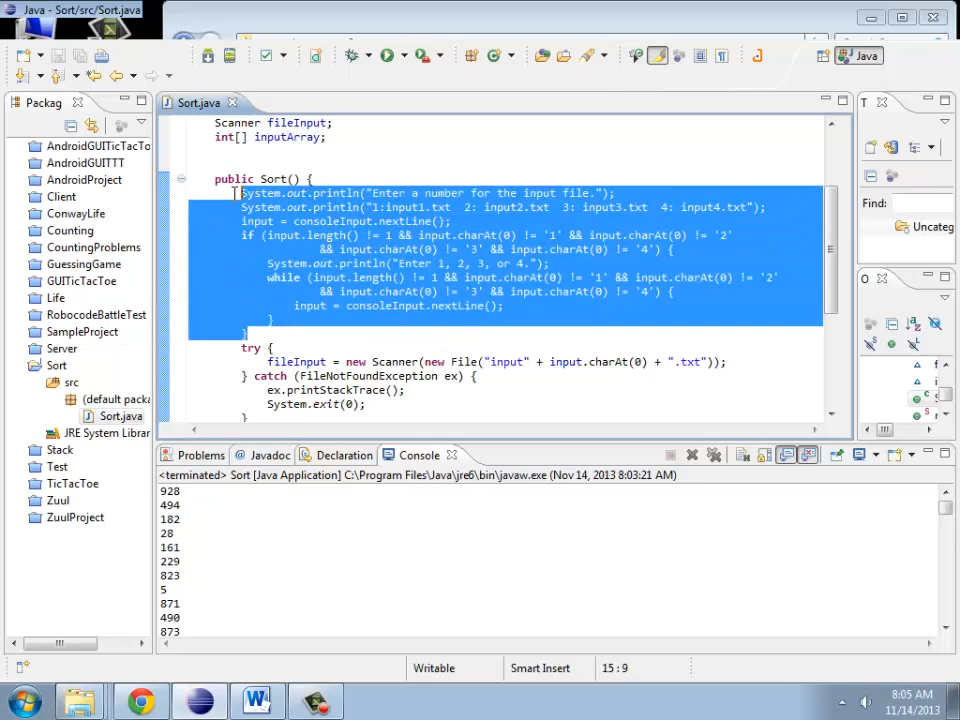 Java - Sort/src/Sort.java
Java
Packag
Sort.java
T
AndroidGUITicTacTo
AndroidGUITTT
AndroidProject
Client
ConwayLife
Counting
CountingProblems
GuessingGame
GUITicTacToe
Life
RobocodeBattleTest
SampleProject
Server
Sort
src
(default packa
Sort.java
JRE System Librar
Stack
Test
TicTacToe
Zuul
ZuulProject
Scanner fileInput;
int[] inputArray;
public Sort() {
System.out.println("Enter a number for the input file.");
System.out.println("1:input1.txt  2: input2.txt  3: input3.txt  4: input4.txt");
input = consoleInput.nextLine();
if (input.length() != 1 && input.charAt(0) != '1' && input.charAt(0) != '2'
&& input.charAt(0) != '3' && input.charAt(0) != '4') {
System.out.println("Enter 1, 2, 3, or 4.");
while (input.length() != 1 && input.charAt(0) != '1' && input.charAt(0) != '2'
&& input.charAt(0) != '3' && input.charAt(0) != '4') {
input = consoleInput.nextLine();
}
}
try {
fileInput = new Scanner(new File("input" + input.charAt(0) + ".txt"));
} catch (FileNotFoundException ex) {
ex.printStackTrace();
System.exit(0);
}
Find:
Uncateg
O
Problems
Javadoc
Declaration
Console
<terminated> Sort [Java Application] C:\Program Files\Java\jre6\bin\javaw.exe (Nov 14, 2013 8:03:21 AM)
928
494
182
28
161
229
823
5
871
490
873
Writable
Smart Insert
15 : 9
8:05 AM
11/14/2013